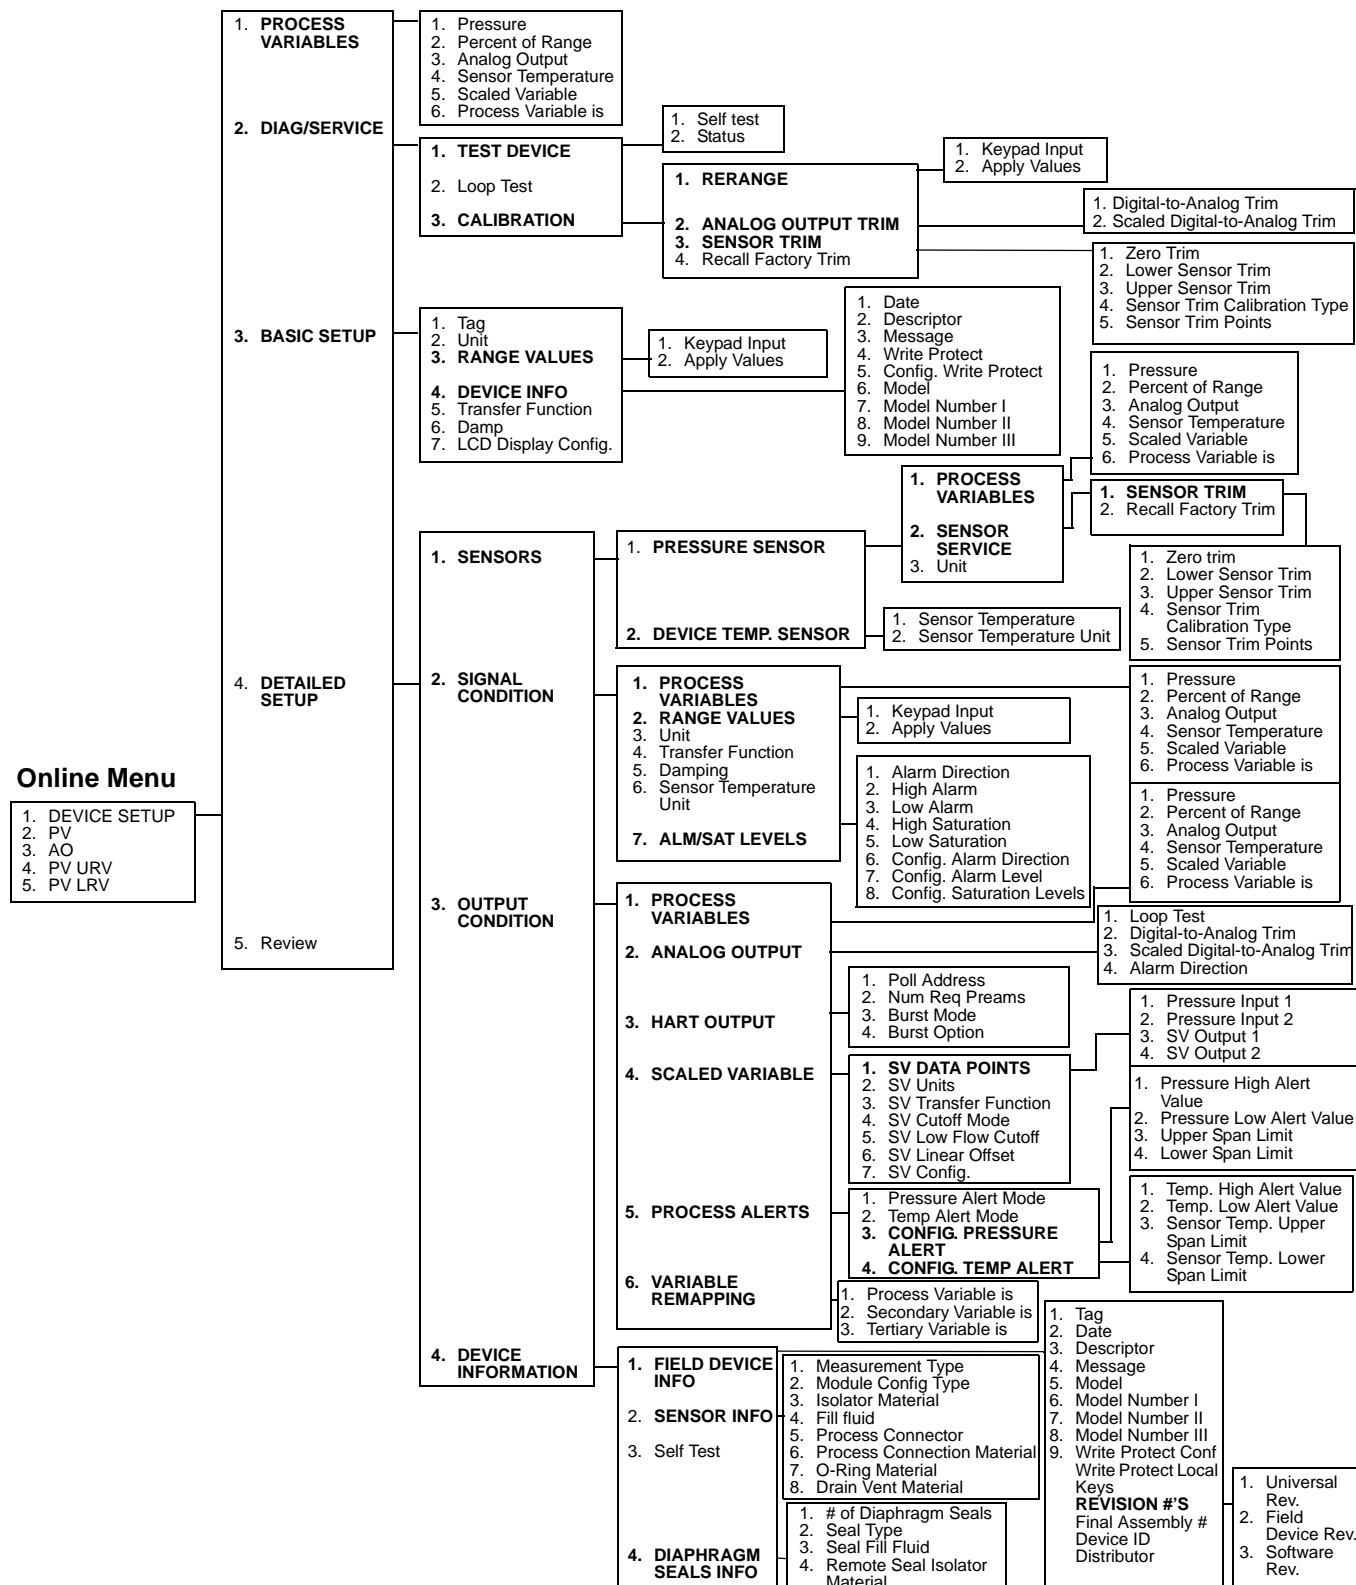 1. PROCESS
VARIABLES
2. DIAG/SERVICE
3. BASIC SETUP
4. DETAILED
SETUP
5. Review
Online Menu
1. DEVICE SETUP
2. PV
3. AO
4. PV URV
5. PV LRV
1. Pressure
2. Percent of Range
3. Analog Output
4. Sensor Temperature
5. Scaled Variable
6. Process Variable is
1. TEST DEVICE
2. Loop Test
3. CALIBRATION
1. Self test
2. Status
1. RERANGE
2. ANALOG OUTPUT TRIM
3. SENSOR TRIM
4. Recall Factory Trim
1. Keypad Input
2. Apply Values
1. Digital-to-Analog Trim
2. Scaled Digital-to-Analog Trim
1. Zero Trim
2. Lower Sensor Trim
3. Upper Sensor Trim
4. Sensor Trim Calibration Type
5. Sensor Trim Points
1. Tag
2. Unit
3. RANGE VALUES
4. DEVICE INFO
5. Transfer Function
6. Damp
7. LCD Display Config.
1. Keypad Input
2. Apply Values
1. Date
2. Descriptor
3. Message
4. Write Protect
5. Config. Write Protect
6. Model
7. Model Number I
8. Model Number II
9. Model Number III
1. SENSORS
2. SIGNAL
CONDITION
3. OUTPUT
CONDITION
4. DEVICE
INFORMATION
1. PRESSURE SENSOR
2. DEVICE TEMP. SENSOR
1. PROCESS
VARIABLES
2. SENSOR
SERVICE
3. Unit
1. Pressure
2. Percent of Range
3. Analog Output
4. Sensor Temperature
5. Scaled Variable
6. Process Variable is
1. SENSOR TRIM
2. Recall Factory Trim
1. Zero trim
2. Lower Sensor Trim
3. Upper Sensor Trim
4. Sensor Trim
Calibration Type
5. Sensor Trim Points
1. Sensor Temperature
2. Sensor Temperature Unit
1. PROCESS
VARIABLES
2. RANGE VALUES
3. Unit
4. Transfer Function
5. Damping
6. Sensor Temperature
Unit
7. ALM/SAT LEVELS
1. Pressure
2. Percent of Range
3. Analog Output
4. Sensor Temperature
5. Scaled Variable
6. Process Variable is
1. Keypad Input
2. Apply Values
1. Alarm Direction
2. High Alarm
3. Low Alarm
4. High Saturation
5. Low Saturation
6. Config. Alarm Direction
7. Config. Alarm Level
8. Config. Saturation Levels
1. PROCESS
VARIABLES
2. ANALOG OUTPUT
3. HART OUTPUT
4. SCALED VARIABLE
5. PROCESS ALERTS
6. VARIABLE
REMAPPING
1. Pressure
2. Percent of Range
3. Analog Output
4. Sensor Temperature
5. Scaled Variable
6. Process Variable is
1. Loop Test
2. Digital-to-Analog Trim
3. Scaled Digital-to-Analog Trim
4. Alarm Direction
1. Poll Address
2. Num Req Preams
3. Burst Mode
4. Burst Option
1. SV DATA POINTS
2. SV Units
3. SV Transfer Function
4. SV Cutoff Mode
5. SV Low Flow Cutoff
6. SV Linear Offset
7. SV Config.
1. Pressure Input 1
2. Pressure Input 2
3. SV Output 1
4. SV Output 2
1. Pressure Alert Mode
2. Temp Alert Mode
3. CONFIG. PRESSURE
ALERT
4. CONFIG. TEMP ALERT
1. Pressure High Alert
Value
2. Pressure Low Alert Value
3. Upper Span Limit
4. Lower Span Limit
1. Temp. High Alert Value
2. Temp. Low Alert Value
3. Sensor Temp. Upper
Span Limit
4. Sensor Temp. Lower
Span Limit
1. Process Variable is
2. Secondary Variable is
3. Tertiary Variable is
1. FIELD DEVICE
INFO
2. SENSOR INFO
3. Self Test
4. DIAPHRAGM
SEALS INFO
1. Measurement Type
2. Module Config Type
3. Isolator Material
4. Fill fluid
5. Process Connector
6. Process Connection Material
7. O-Ring Material
8. Drain Vent Material
1. # of Diaphragm Seals
2. Seal Type
3. Seal Fill Fluid
4. Remote Seal Isolator
Material
1. Tag
2. Date
3. Descriptor
4. Message
5. Model
6. Model Number I
7. Model Number II
8. Model Number III
9. Write Protect Conf
Write Protect Local
Keys
REVISION #'S
Final Assembly #
Device ID
Distributor
1. Universal
Rev.
2. Field
Device Rev.
3. Software
Rev.